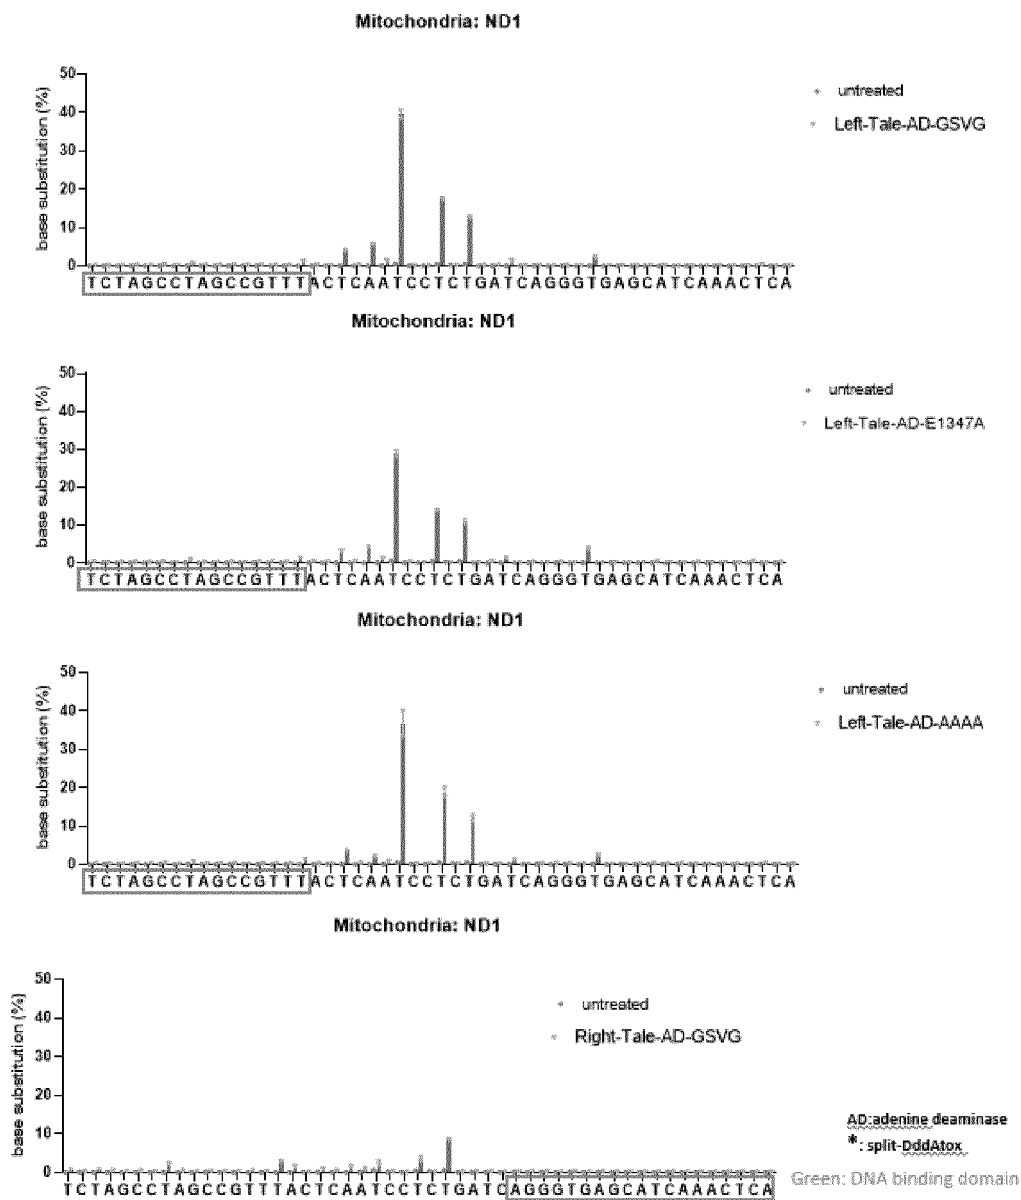 Mitochondria: ND1
base substitution (%)
50
40
30
20
10
0
untreated
Left-Tale-AD-GSVG
TCTAGCCTAGCCGTTTACTCAATCCTCTGATCAGGGTGAGCATCAAACTCA
Mitochondria: ND1
base substitution (%)
50
40
30
20
10
0
untreated
Left-Tale-AD-E1347A
TCTAGCCTAGCCGTTTACTCAATCCTCTGATCAGGGTGAGCATCAAACTCA
Mitochondria: ND1
base substitution (%)
50
40
30
20
10
0
untreated
Left-Tale-AD-AAAA
TCTAGCCTAGCCGTTTACTCAATCCTCTGATCAGGGTGAGCATCAAACTCA
Mitochondria: ND1
base substitution (%)
50
40
30
20
10
0
untreated
Right-Tale-AD-GSVG
TCTAGCCTAGCCGTTTACTCAATCCTCTGATCAGGGTGAGCATCAAACTCA
AD:adenine deaminase
*: split-DddAtox
Green: DNA binding domain